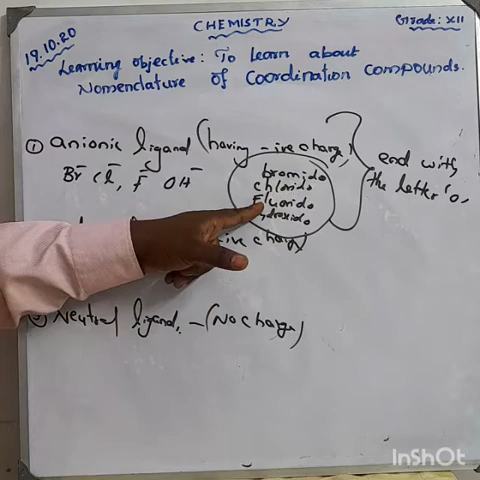 CHEMISTRY
Grade: XII
19.10.20
Learning objective: To learn about
Nomenclature of Coordination compounds.
① Anionic ligand (having -ive charge)
Br⁻ Cl⁻, F⁻ OH⁻
bromido
chlorido
Fluorido
droxido
end with
the letter 'o,
-ive charge)
Neutral ligand, - (No charge)
InShOt